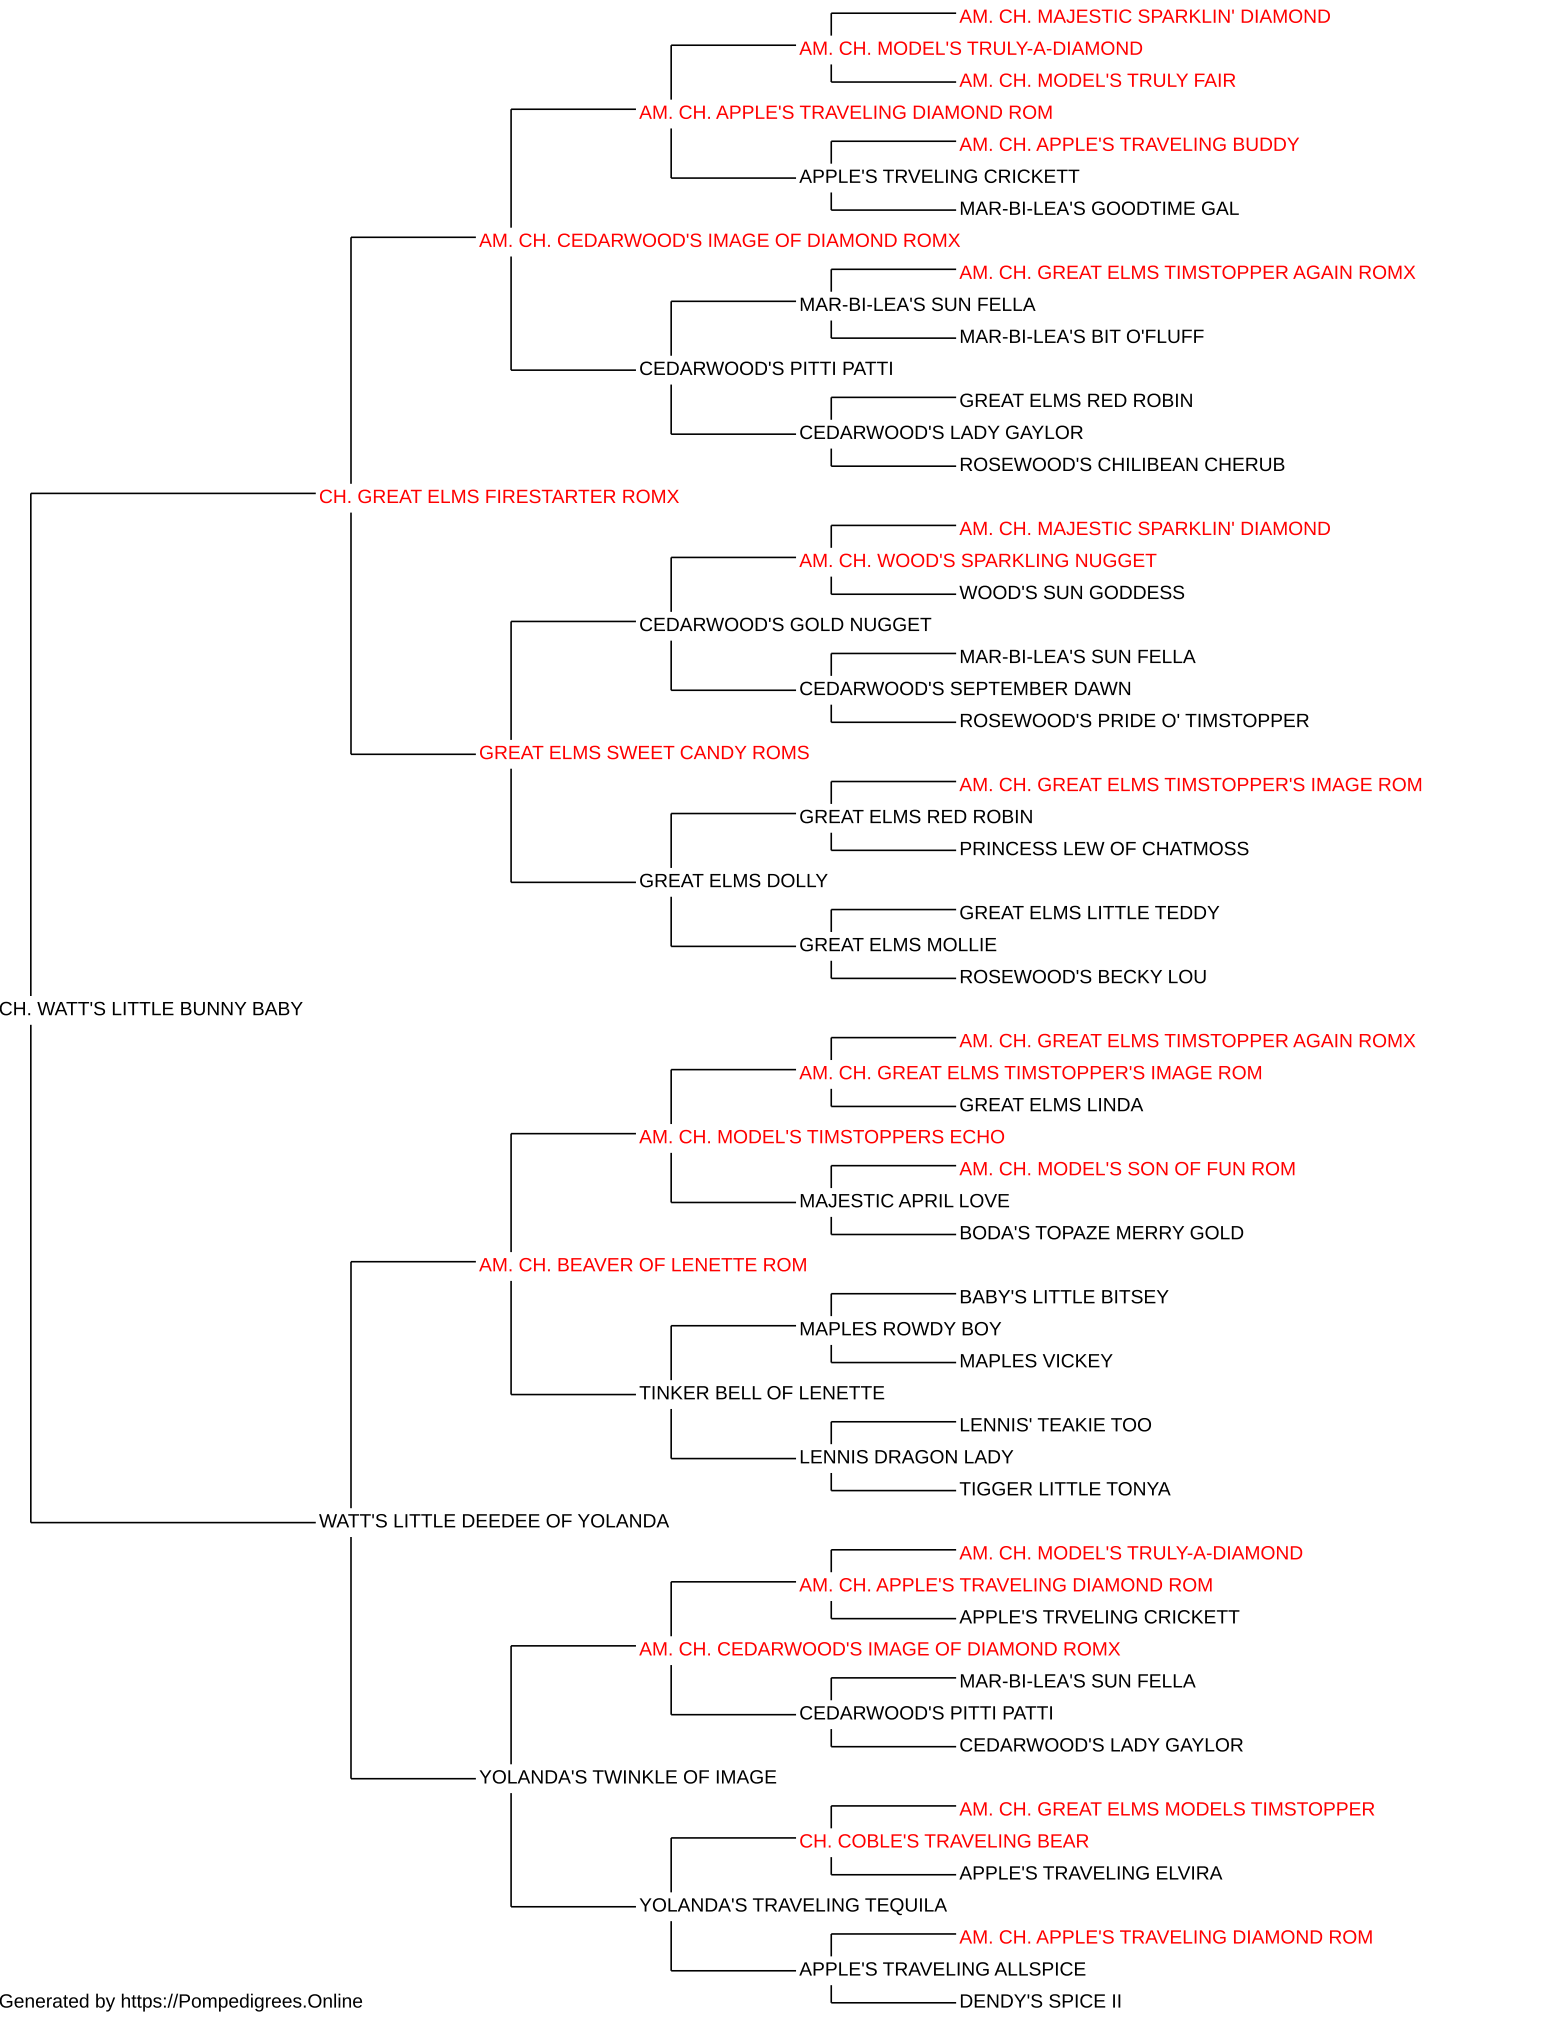 AM. CH. MAJESTIC SPARKLIN' DIAMOND
AM. CH. MODEL'S TRULY-A-DIAMOND
AM. CH. MODEL'S TRULY FAIR
AM. CH. APPLE'S TRAVELING DIAMOND ROM
AM. CH. APPLE'S TRAVELING BUDDY
APPLE'S TRVELING CRICKETT
MAR-BI-LEA'S GOODTIME GAL
AM. CH. CEDARWOOD'S IMAGE OF DIAMOND ROMX
AM. CH. GREAT ELMS TIMSTOPPER AGAIN ROMX
MAR-BI-LEA'S SUN FELLA
MAR-BI-LEA'S BIT O'FLUFF
CEDARWOOD'S PITTI PATTI
GREAT ELMS RED ROBIN
CEDARWOOD'S LADY GAYLOR
ROSEWOOD'S CHILIBEAN CHERUB
CH. GREAT ELMS FIRESTARTER ROMX
AM. CH. MAJESTIC SPARKLIN' DIAMOND
AM. CH. WOOD'S SPARKLING NUGGET
WOOD'S SUN GODDESS
CEDARWOOD'S GOLD NUGGET
MAR-BI-LEA'S SUN FELLA
CEDARWOOD'S SEPTEMBER DAWN
ROSEWOOD'S PRIDE O' TIMSTOPPER
GREAT ELMS SWEET CANDY ROMS
AM. CH. GREAT ELMS TIMSTOPPER'S IMAGE ROM
GREAT ELMS RED ROBIN
PRINCESS LEW OF CHATMOSS
GREAT ELMS DOLLY
GREAT ELMS LITTLE TEDDY
GREAT ELMS MOLLIE
ROSEWOOD'S BECKY LOU
CH. WATT'S LITTLE BUNNY BABY
AM. CH. GREAT ELMS TIMSTOPPER AGAIN ROMX
AM. CH. GREAT ELMS TIMSTOPPER'S IMAGE ROM
GREAT ELMS LINDA
AM. CH. MODEL'S TIMSTOPPERS ECHO
AM. CH. MODEL'S SON OF FUN ROM
MAJESTIC APRIL LOVE
BODA'S TOPAZE MERRY GOLD
AM. CH. BEAVER OF LENETTE ROM
BABY'S LITTLE BITSEY
MAPLES ROWDY BOY
MAPLES VICKEY
TINKER BELL OF LENETTE
LENNIS' TEAKIE TOO
LENNIS DRAGON LADY
TIGGER LITTLE TONYA
WATT'S LITTLE DEEDEE OF YOLANDA
AM. CH. MODEL'S TRULY-A-DIAMOND
AM. CH. APPLE'S TRAVELING DIAMOND ROM
APPLE'S TRVELING CRICKETT
AM. CH. CEDARWOOD'S IMAGE OF DIAMOND ROMX
MAR-BI-LEA'S SUN FELLA
CEDARWOOD'S PITTI PATTI
CEDARWOOD'S LADY GAYLOR
YOLANDA'S TWINKLE OF IMAGE
AM. CH. GREAT ELMS MODELS TIMSTOPPER
CH. COBLE'S TRAVELING BEAR
APPLE'S TRAVELING ELVIRA
YOLANDA'S TRAVELING TEQUILA
AM. CH. APPLE'S TRAVELING DIAMOND ROM
APPLE'S TRAVELING ALLSPICE
DENDY'S SPICE II
Generated by https://Pompedigrees.Online